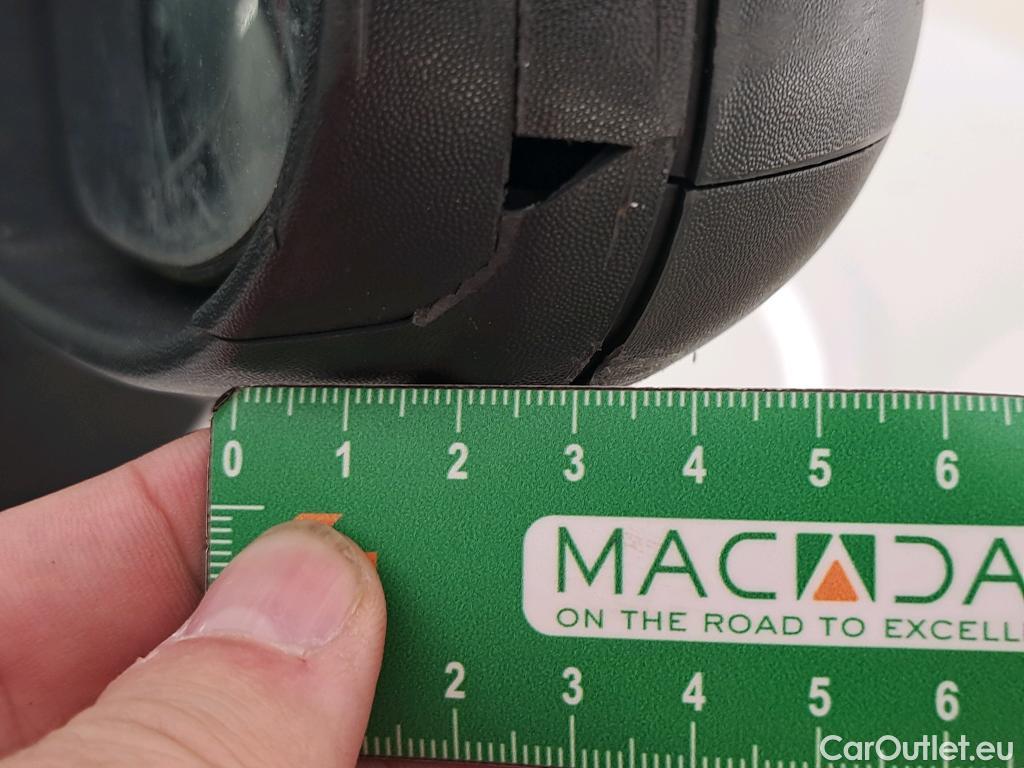 0 1 2 3 4 5 6
MACADA
ON THE ROAD TO EXCELL
2 3 4 5 6
CarOutlet.eu